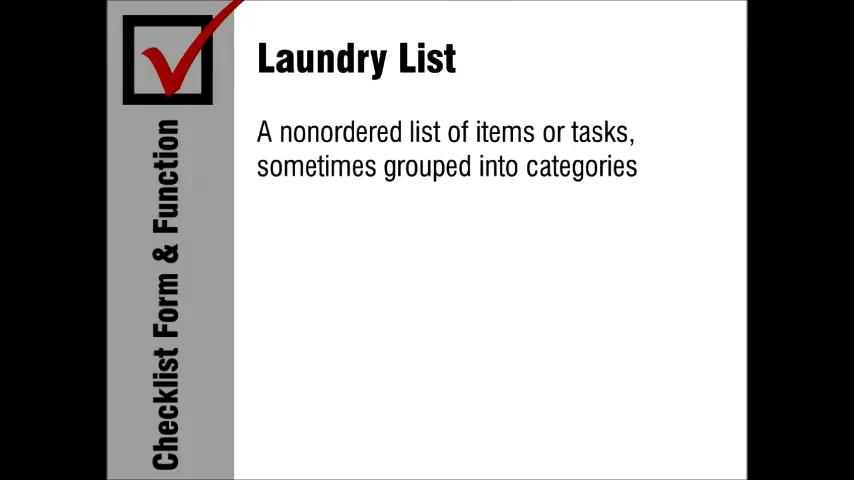 Laundry List
A nonordered list of items or tasks,
sometimes grouped into categories
Checklist Form & Function